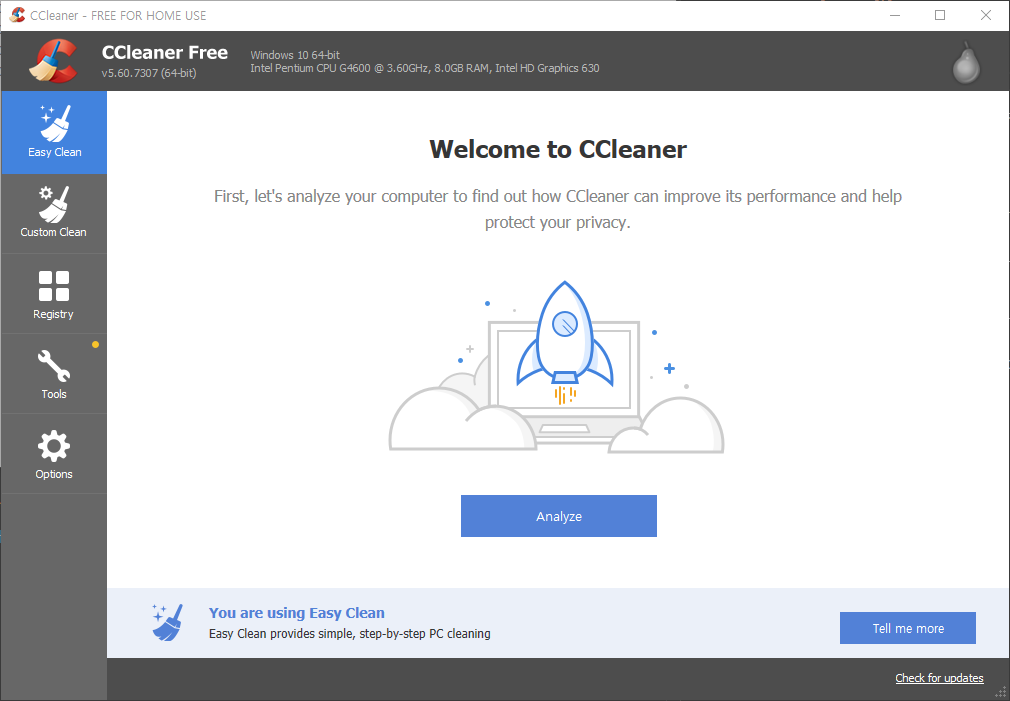 CCleaner - FREE FOR HOME USE
CCleaner Free
v5.60.7307 (64-bit)
Windows 10 64-bit
Intel Pentium CPU G4600 @ 3.60GHz, 8.0GB RAM, Intel HD Graphics 630
Easy Clean
Custom Clean
Registry
Tools
Options
Welcome to CCleaner
First, let's analyze your computer to find out how CCleaner can improve its performance and help
protect your privacy.
Analyze
You are using Easy Clean
Easy Clean provides simple, step-by-step PC cleaning
Tell me more
Check for updates